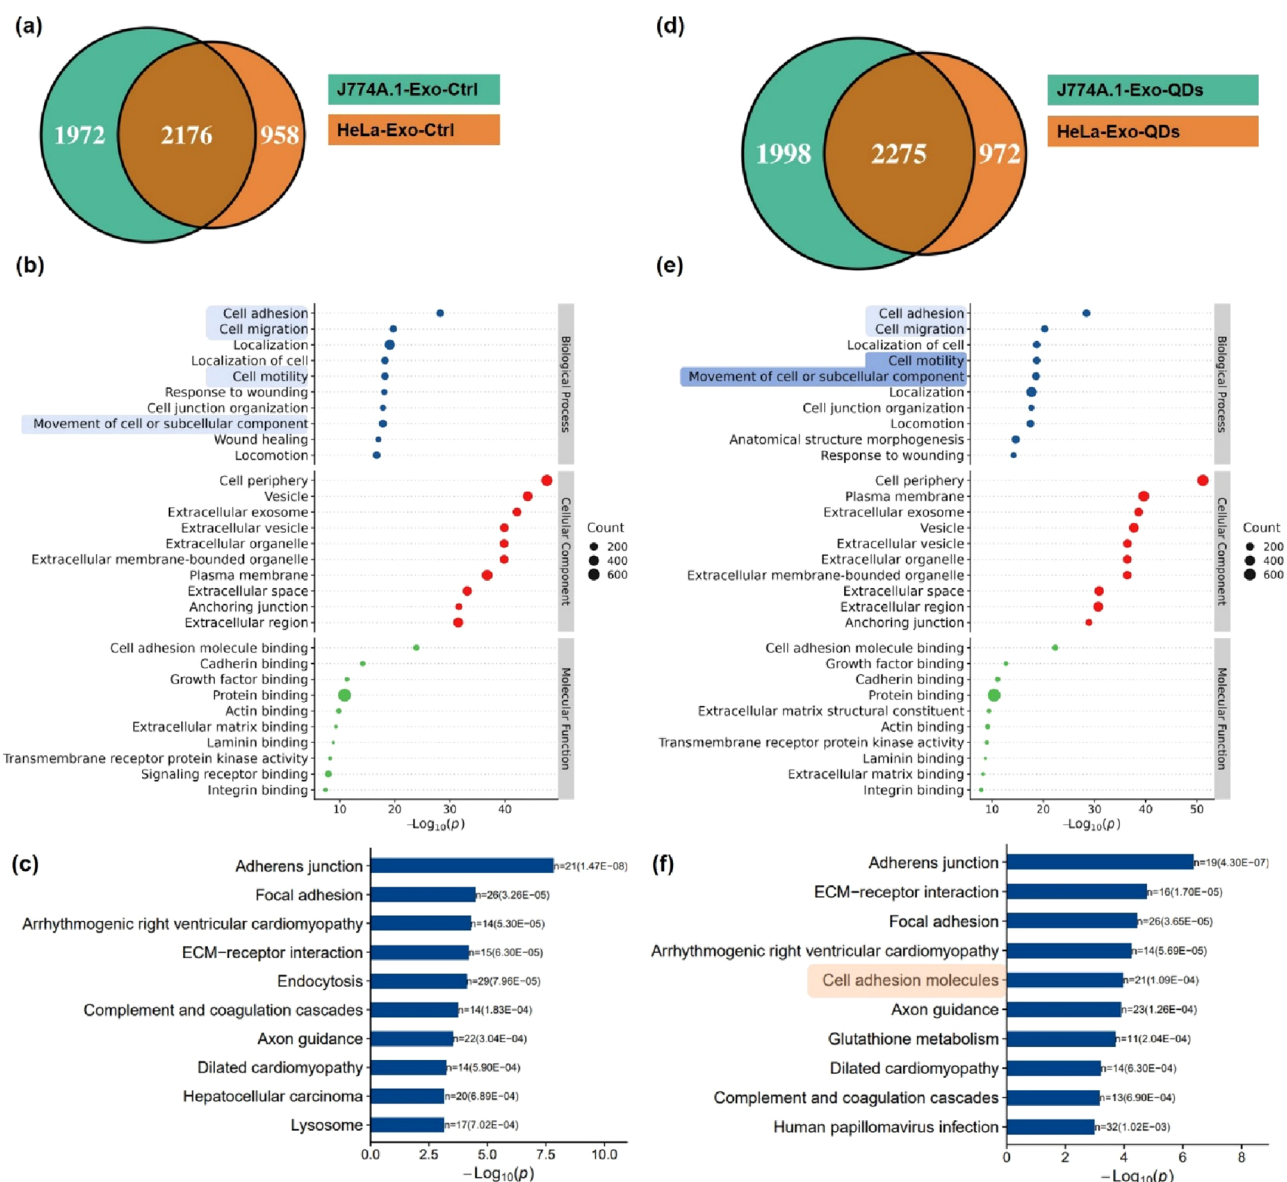 (a)
1972
2176
958
J774A.1-Exo-Ctrl
HeLa-Exo-Ctrl
(b)
Cell adhesion
Cell migration
Localization
Localization of cell
Cell motility
Response to wounding
Cell junction organization
Movement of cell or subcellular component
Wound healing
Locomotion
Biological Process
Cell periphery
Vesicle
Extracellular exosome
Extracellular vesicle
Extracellular organelle
Extracellular membrane-bounded organelle
Plasma membrane
Extracellular space
Anchoring junction
Extracellular region
Cellular Component
Cell adhesion molecule binding
Cadherin binding
Growth factor binding
Protein binding
Actin binding
Extracellular matrix binding
Laminin binding
Transmembrane receptor protein kinase activity
Signaling receptor binding
Integrin binding
Molecular Function
Count
200
400
600
10 20 30 40
−Log10(p)
(c)
Adherens junction n=21(1.47E−08)
Focal adhesion n=26(3.26E−05)
Arrhythmogenic right ventricular cardiomyopathy n=14(5.30E−05)
ECM−receptor interaction n=15(6.30E−05)
Endocytosis n=29(7.96E−05)
Complement and coagulation cascades n=14(1.83E−04)
Axon guidance n=22(3.04E−04)
Dilated cardiomyopathy n=14(5.90E−04)
Hepatocellular carcinoma n=20(6.89E−04)
Lysosome n=17(7.02E−04)
0.0 2.5 5.0 7.5 10.0
−Log10(p)
(d)
1998
2275
972
J774A.1-Exo-QDs
HeLa-Exo-QDs
(e)
Cell adhesion
Cell migration
Localization of cell
Cell motility
Movement of cell or subcellular component
Localization
Cell junction organization
Locomotion
Anatomical structure morphogenesis
Response to wounding
Biological Process
Cell periphery
Plasma membrane
Extracellular exosome
Vesicle
Extracellular vesicle
Extracellular organelle
Extracellular membrane-bounded organelle
Extracellular space
Extracellular region
Anchoring junction
Cellular Component
Cell adhesion molecule binding
Growth factor binding
Cadherin binding
Protein binding
Extracellular matrix structural constituent
Actin binding
Transmembrane receptor protein kinase activity
Laminin binding
Extracellular matrix binding
Integrin binding
Molecular Function
Count
200
400
600
10 20 30 40 50
−Log10(p)
(f)
Adherens junction n=19(4.30E−07)
ECM−receptor interaction n=16(1.70E−05)
Focal adhesion n=26(3.65E−05)
Arrhythmogenic right ventricular cardiomyopathy n=14(5.69E−05)
Cell adhesion molecules n=21(1.09E−04)
Axon guidance n=23(1.26E−04)
Glutathione metabolism n=11(2.04E−04)
Dilated cardiomyopathy n=14(6.30E−04)
Complement and coagulation cascades n=13(6.90E−04)
Human papillomavirus infection n=32(1.02E−03)
0 2 4 6 8
−Log10(p)